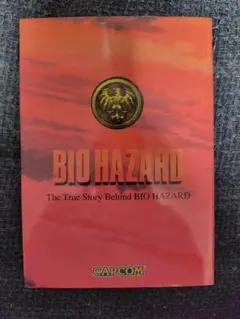 BIO HAZARD
The True Story Behind BIO HAZARD
CAPCOM